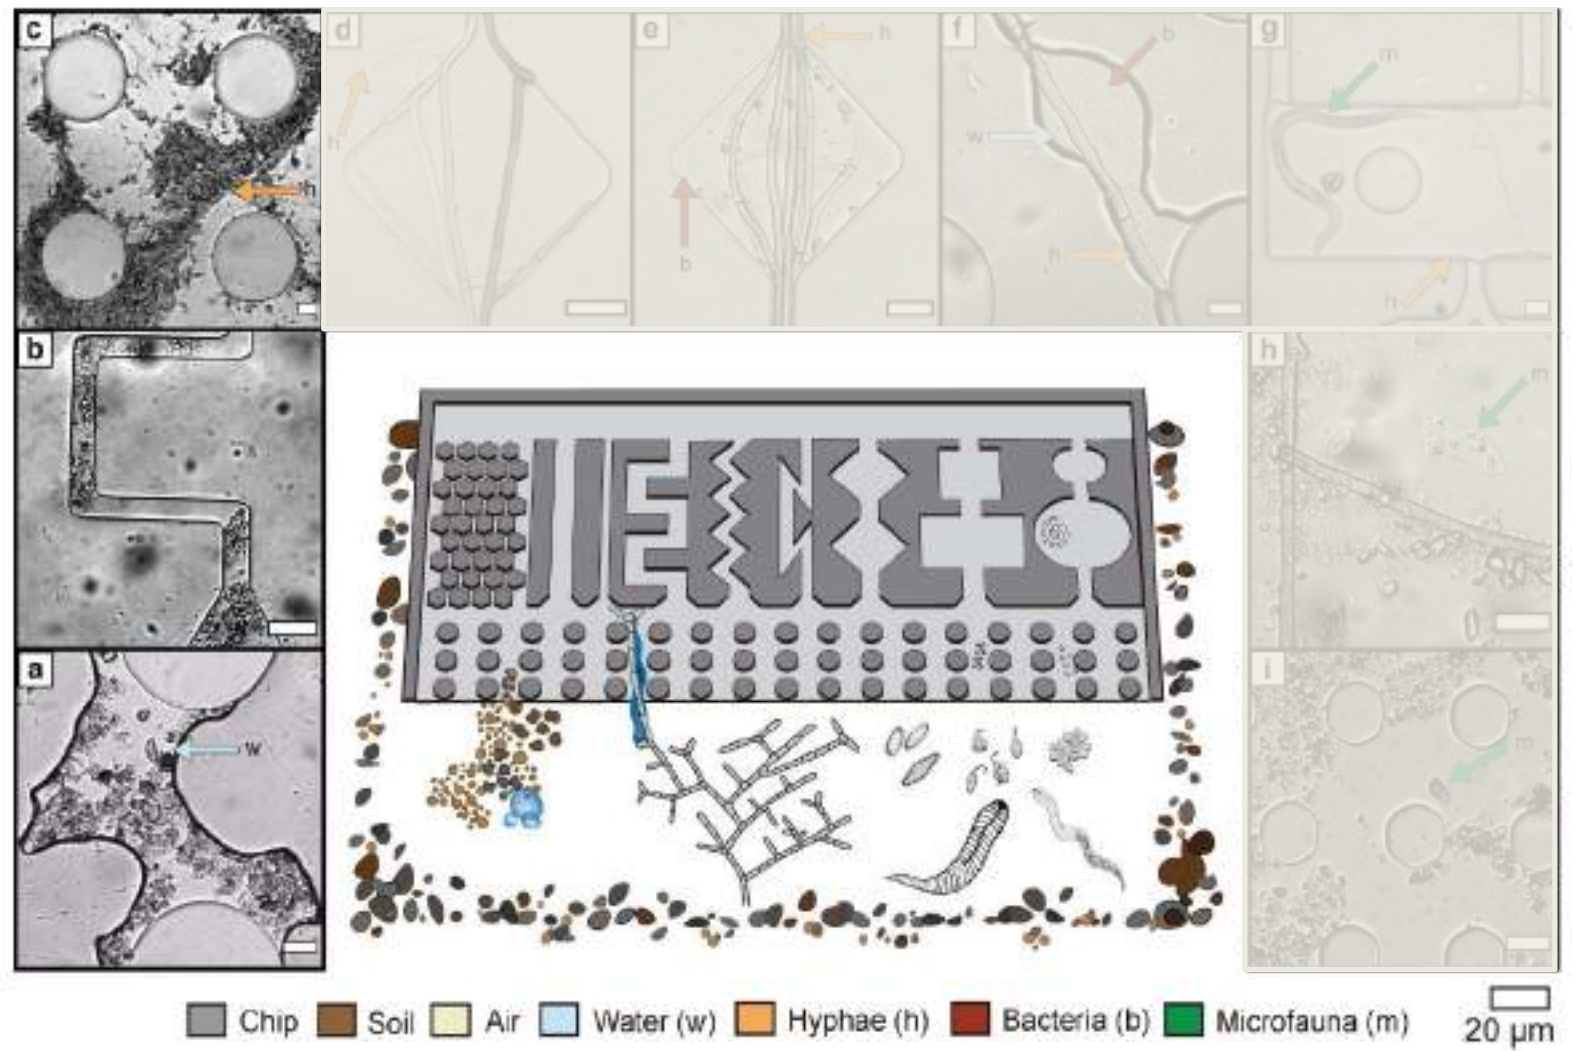 c
d
e
f
g
h
b
m
h
w
h
b
h
h
b
h
m
a
w
i
m
Chip
Soil
Air
Water (w)
Hyphae (h)
Bacteria (b)
Microfauna (m)
20 µm